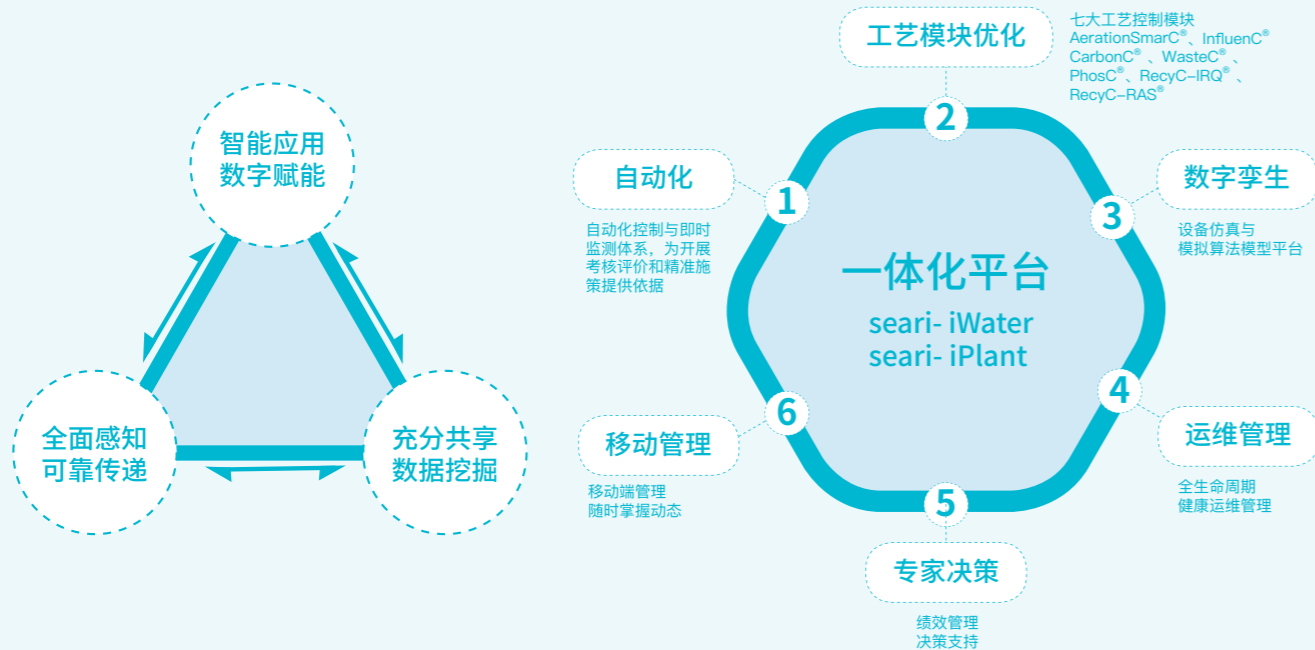 智能应用
数字赋能
全面感知
可靠传递
充分共享
数据挖掘
一体化平台
seari- iWater
seari- iPlant
1
自动化
自动化控制与即时
监测体系，为开展
考核评价和精准施
策提供依据
2
工艺模块优化
七大工艺控制模块
AerationSmarC®、InfluenC®
CarbonC® 、WasteC® 、
PhosC®、RecyC-IRQ® 、
RecyC-RAS®
3
数字孪生
设备仿真与
模拟算法模型平台
4
运维管理
全生命周期
健康运维管理
5
专家决策
绩效管理
决策支持
6
移动管理
移动端管理
随时掌握动态